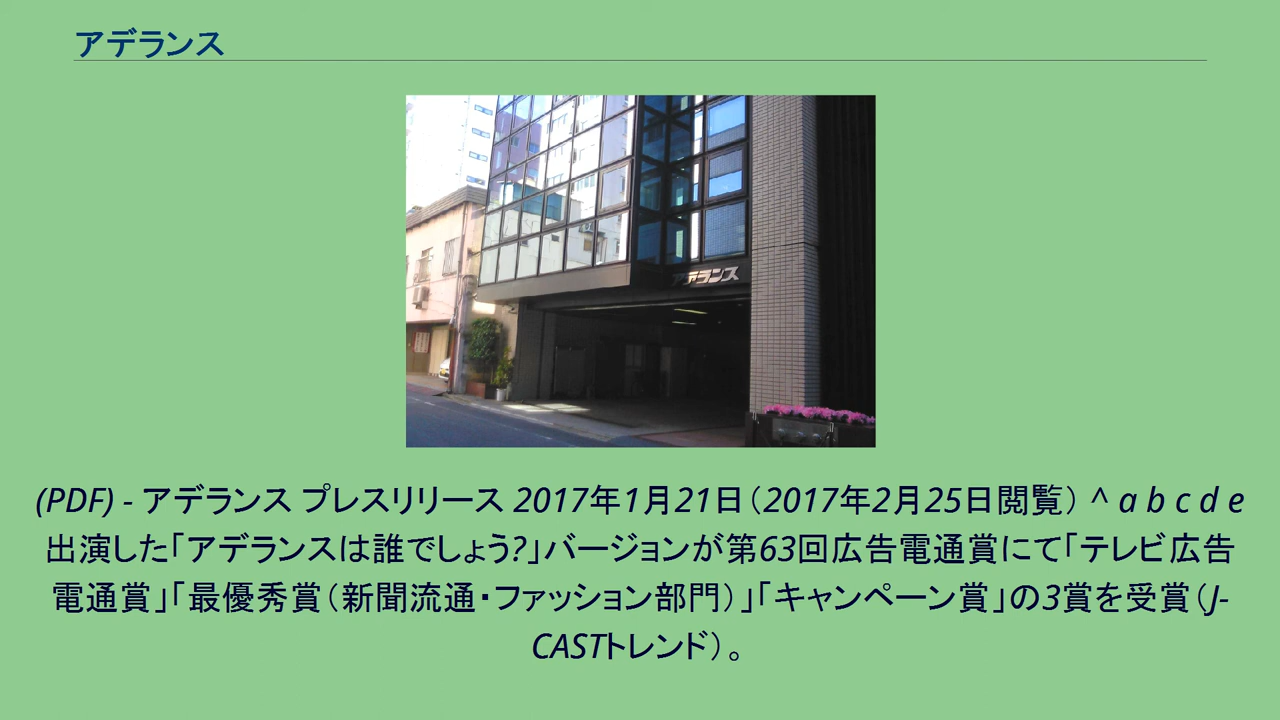 アデランス
アデランス
(PDF) - アデランス プレスリリース 2017年1月21日（2017年2月25日閲覧） ^ a b c d e
出演した「アデランスは誰でしょう?」バージョンが第63回広告電通賞にて「テレビ広告
電通賞」「最優秀賞（新聞流通・ファッション部門）」「キャンペーン賞」の3賞を受賞（J-
CASTトレンド）。